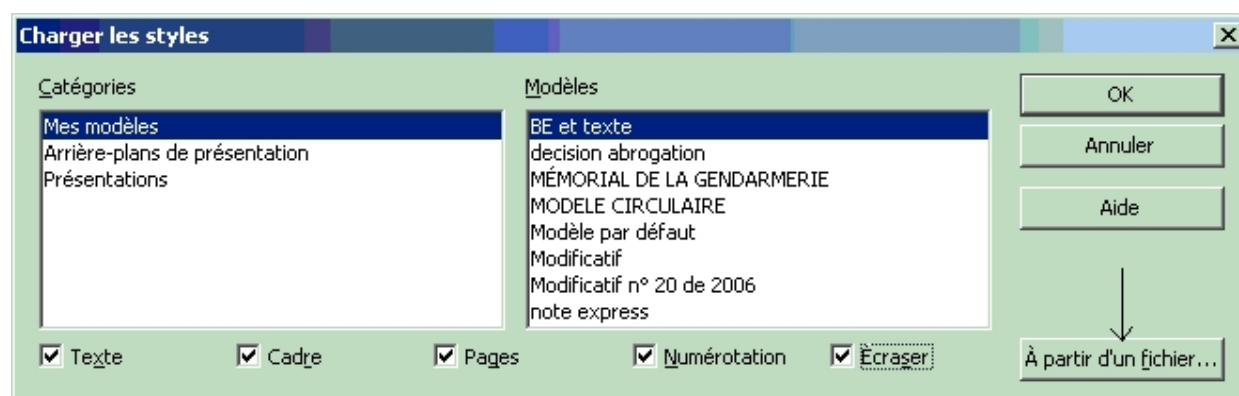 Charger les styles
Catégories
Mes modèles
Arrière-plans de présentation
Présentations
Modèles
BE et texte
decision abrogation
MÉMORIAL DE LA GENDARMERIE
MODELE CIRCULAIRE
Modèle par défaut
Modificatif
Modificatif n° 20 de 2006
note express
OK
Annuler
Aide
Texte Cadre Pages Numérotation Écraser
À partir d'un fichier...